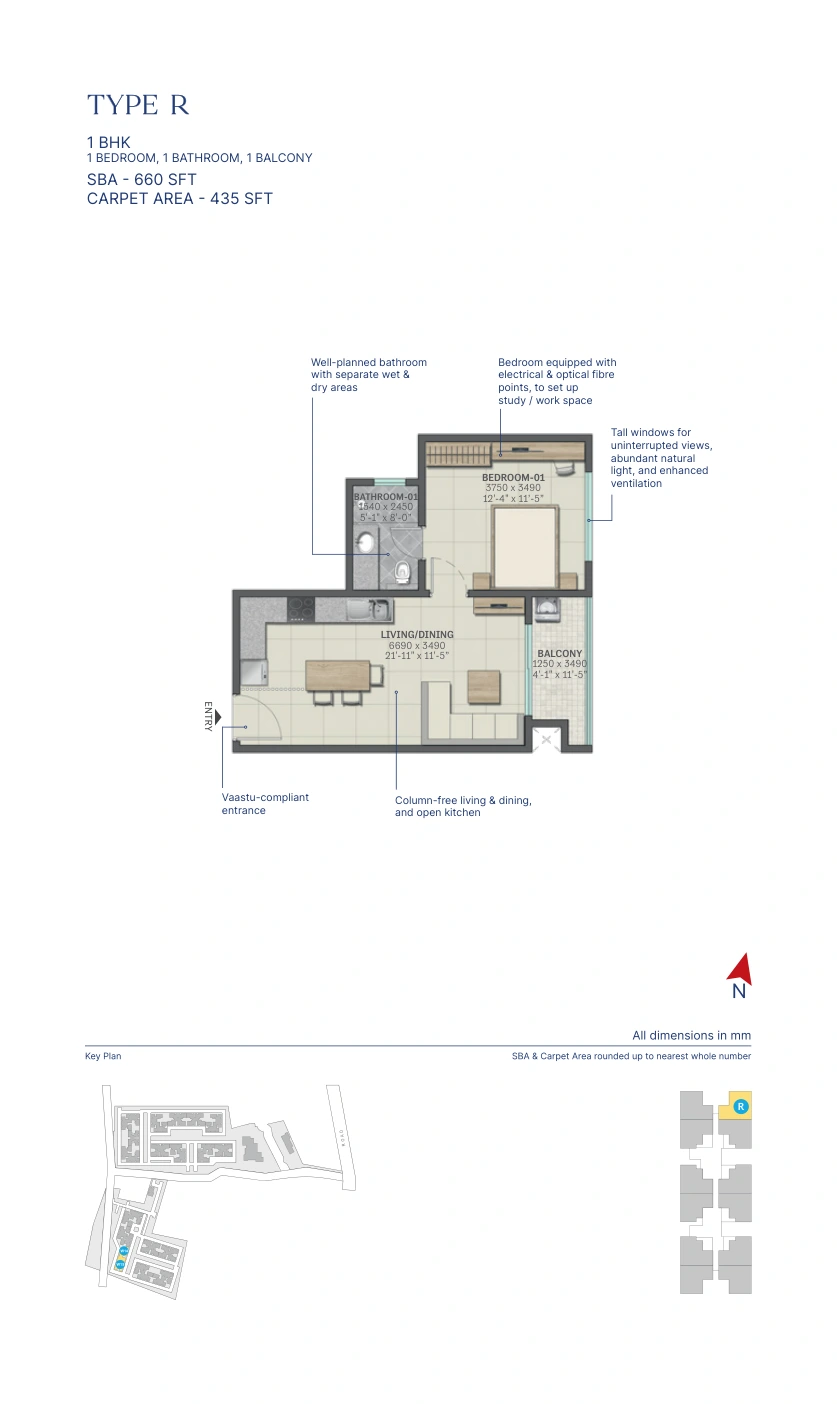 TYPE R
1 BHK
1 BEDROOM, 1 BATHROOM, 1 BALCONY
SBA - 660 SFT
CARPET AREA - 435 SFT
Well-planned bathroom
with separate wet &
dry areas
Bedroom equipped with
electrical & optical fibre
points, to set up
study / work space
Tall windows for
uninterrupted views,
abundant natural
light, and enhanced
ventilation
BEDROOM-01
3750 x 3490
12'-4" x 11'-5"
BATHROOM-01
1540 x 2450
5'-1" x 8'-0"
LIVING/DINING
6690 x 3490
21'-11" x 11'-5"
BALCONY
1250 x 3490
4'-1" x 11'-5"
ENTRY
Vaastu-compliant
entrance
Column-free living & dining,
and open kitchen
N
All dimensions in mm
Key Plan
SBA & Carpet Area rounded up to nearest whole number
ROAD
R